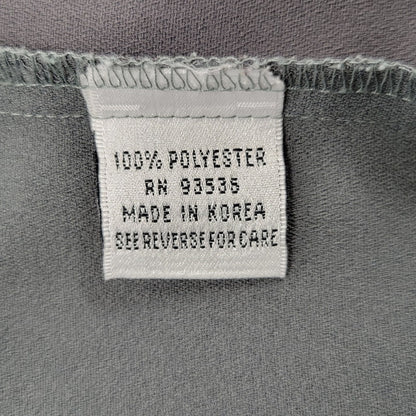 100% POLYESTER
RN 93535
MADE IN KOREA
SEE REVERSE FOR CARE